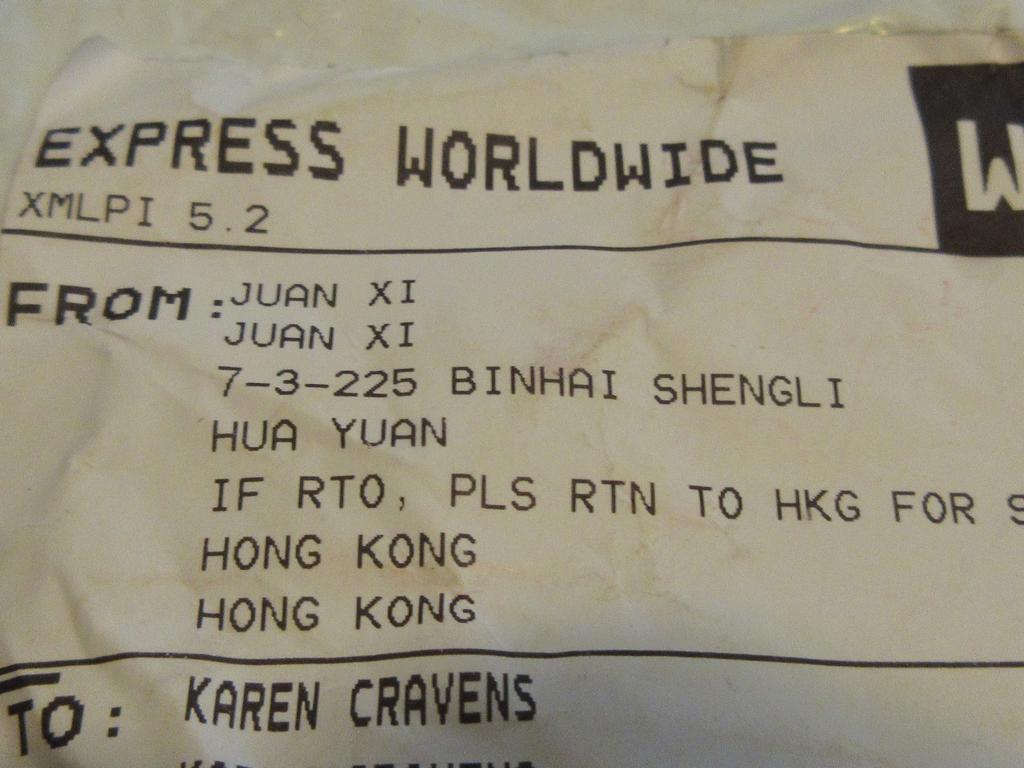 EXPRESS WORLDWIDE
W
XMLPI 5.2
FROM : JUAN XI
JUAN XI
7-3-225 BINHAI SHENGLI
HUA YUAN
IF RTO, PLS RTN TO HKG FOR S
HONG KONG
HONG KONG
TO : KAREN CRAVENS